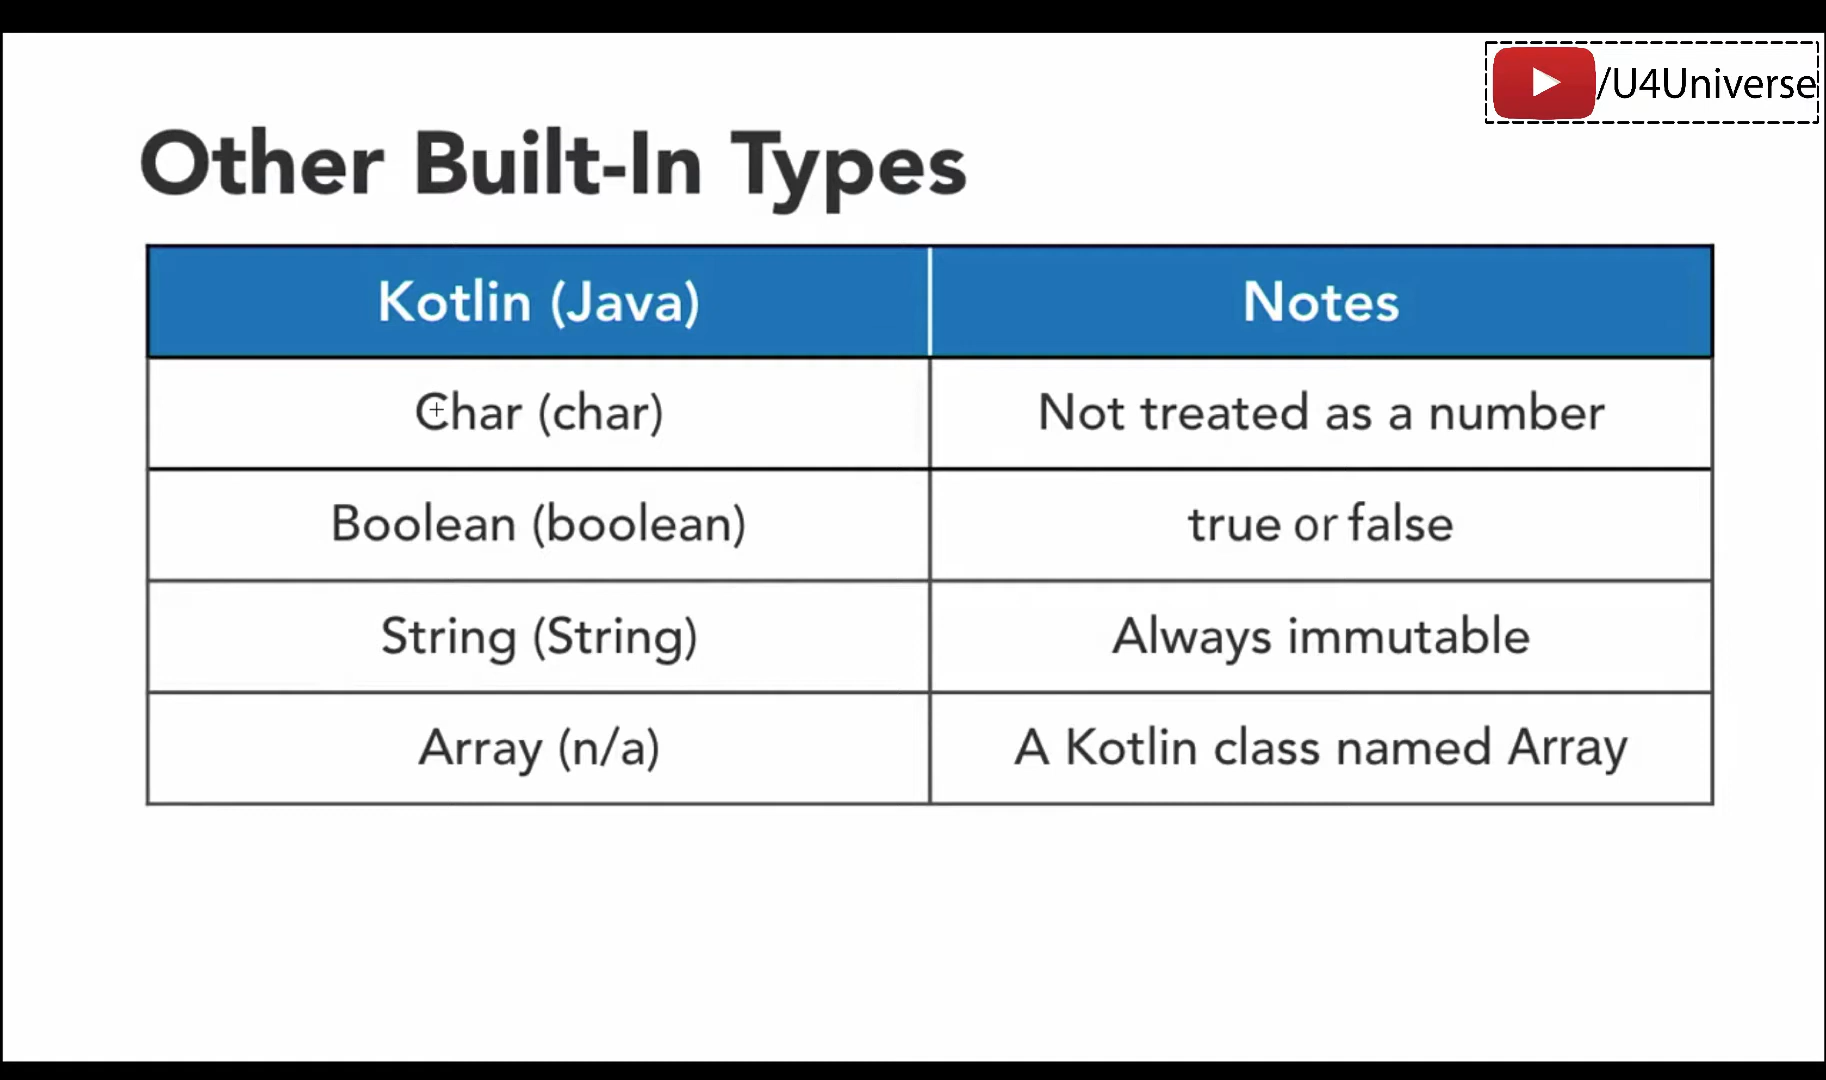 /U4Universe
Other Built-In Types
Kotlin (Java) Notes
Char (char) Not treated as a number
Boolean (boolean) true or false
String (String) Always immutable
Array (n/a) A Kotlin class named Array